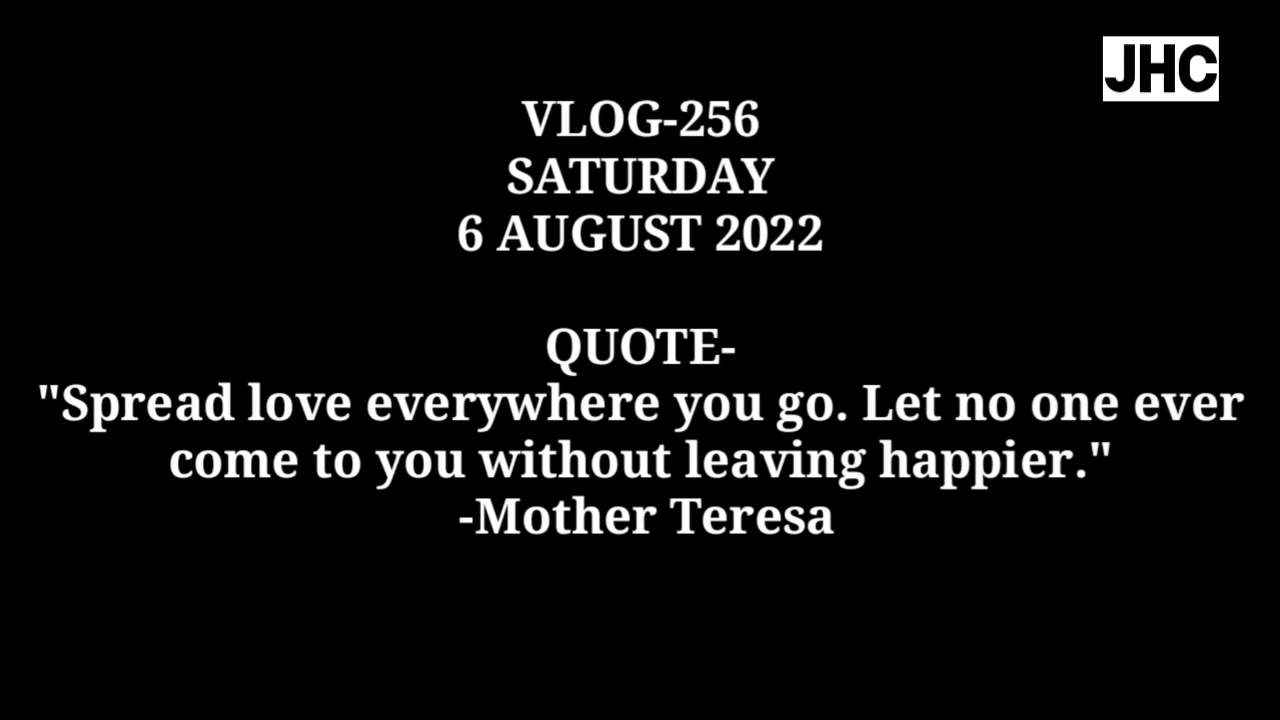 JHC
VLOG-256
SATURDAY
6 AUGUST 2022
QUOTE-
"Spread love everywhere you go. Let no one ever
come to you without leaving happier."
-Mother Teresa